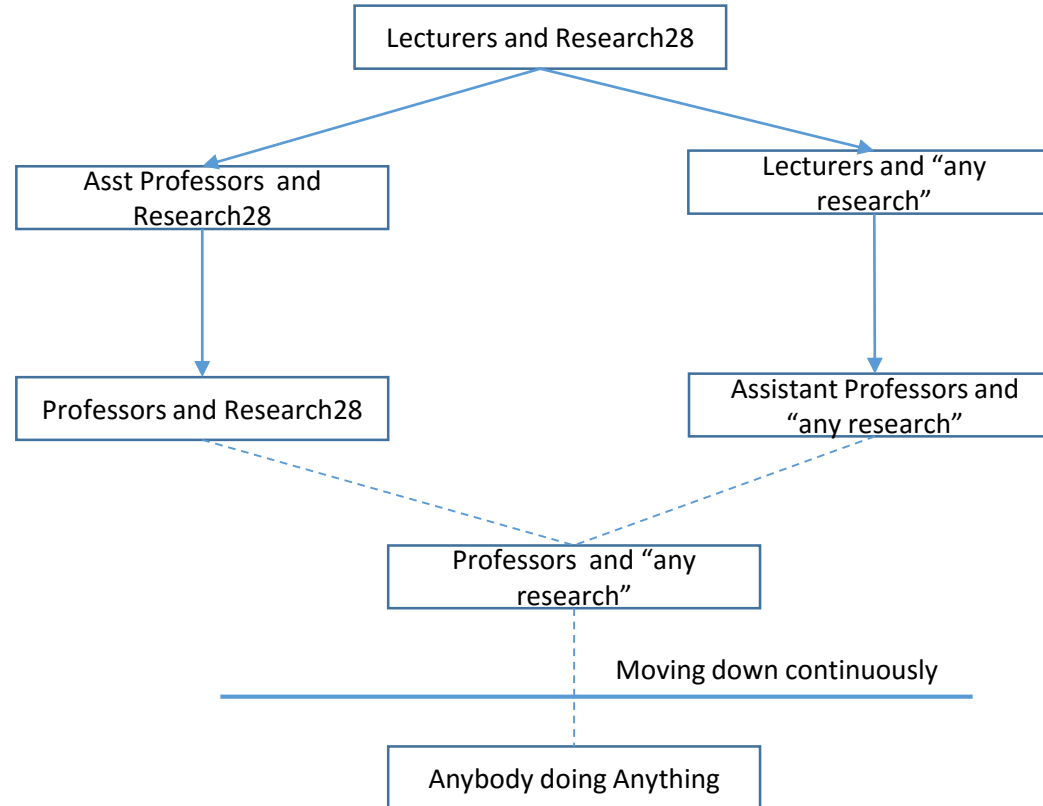 Lecturers and Research28
Asst Professors and
Research28
Lecturers and “any
research”
Professors and Research28
Assistant Professors and
“any research”
Professors and “any
research”
Moving down continuously
Anybody doing Anything